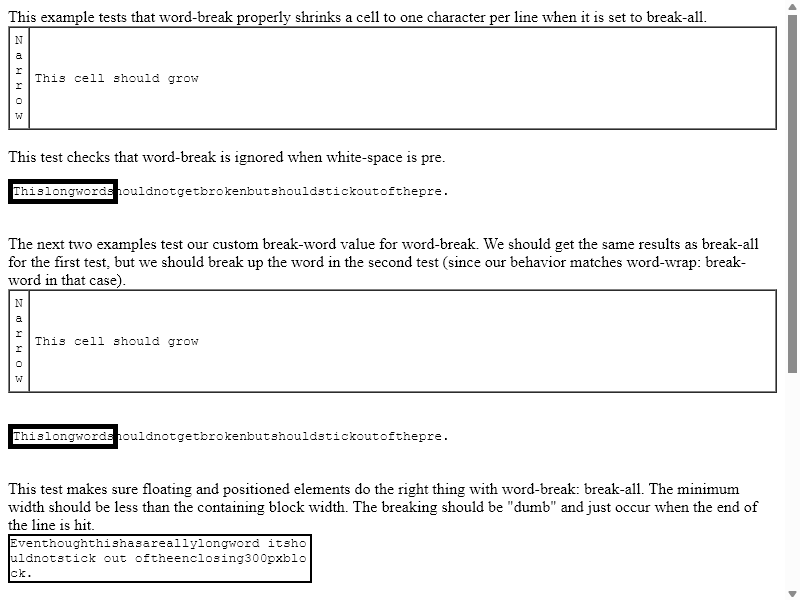 This example tests that word-break properly shrinks a cell to one character per line when it is set to break-all.
N
a
r
r
o
w
This cell should grow
This test checks that word-break is ignored when white-space is pre.
Thislongwordshouldnotgetbrokenbutshouldstickoutofthepre.
The next two examples test our custom break-word value for word-break. We should get the same results as break-all
for the first test, but we should break up the word in the second test (since our behavior matches word-wrap: break-
word in that case).
N
a
r
r
o
w
This cell should grow
Thislongwordshouldnotgetbrokenbutshouldstickoutofthepre.
This test makes sure floating and positioned elements do the right thing with word-break: break-all. The minimum
width should be less than the containing block width. The breaking should be "dumb" and just occur when the end of
the line is hit.
Eventhoughthishasareallylongword itsho
uldnotstick out oftheenclosing300pxblo
ck.